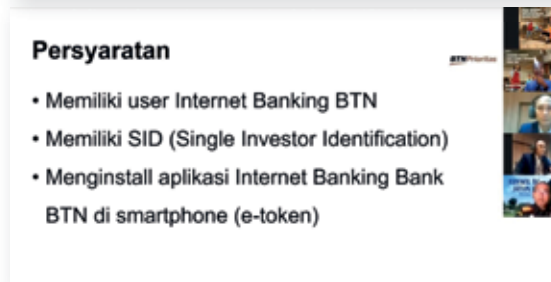 Persyaratan
BTN Prioritas
• Memiliki user Internet Banking BTN
• Memiliki SID (Single Investor Identification)
• Menginstall aplikasi Internet Banking Bank
BTN di smartphone (e-token)